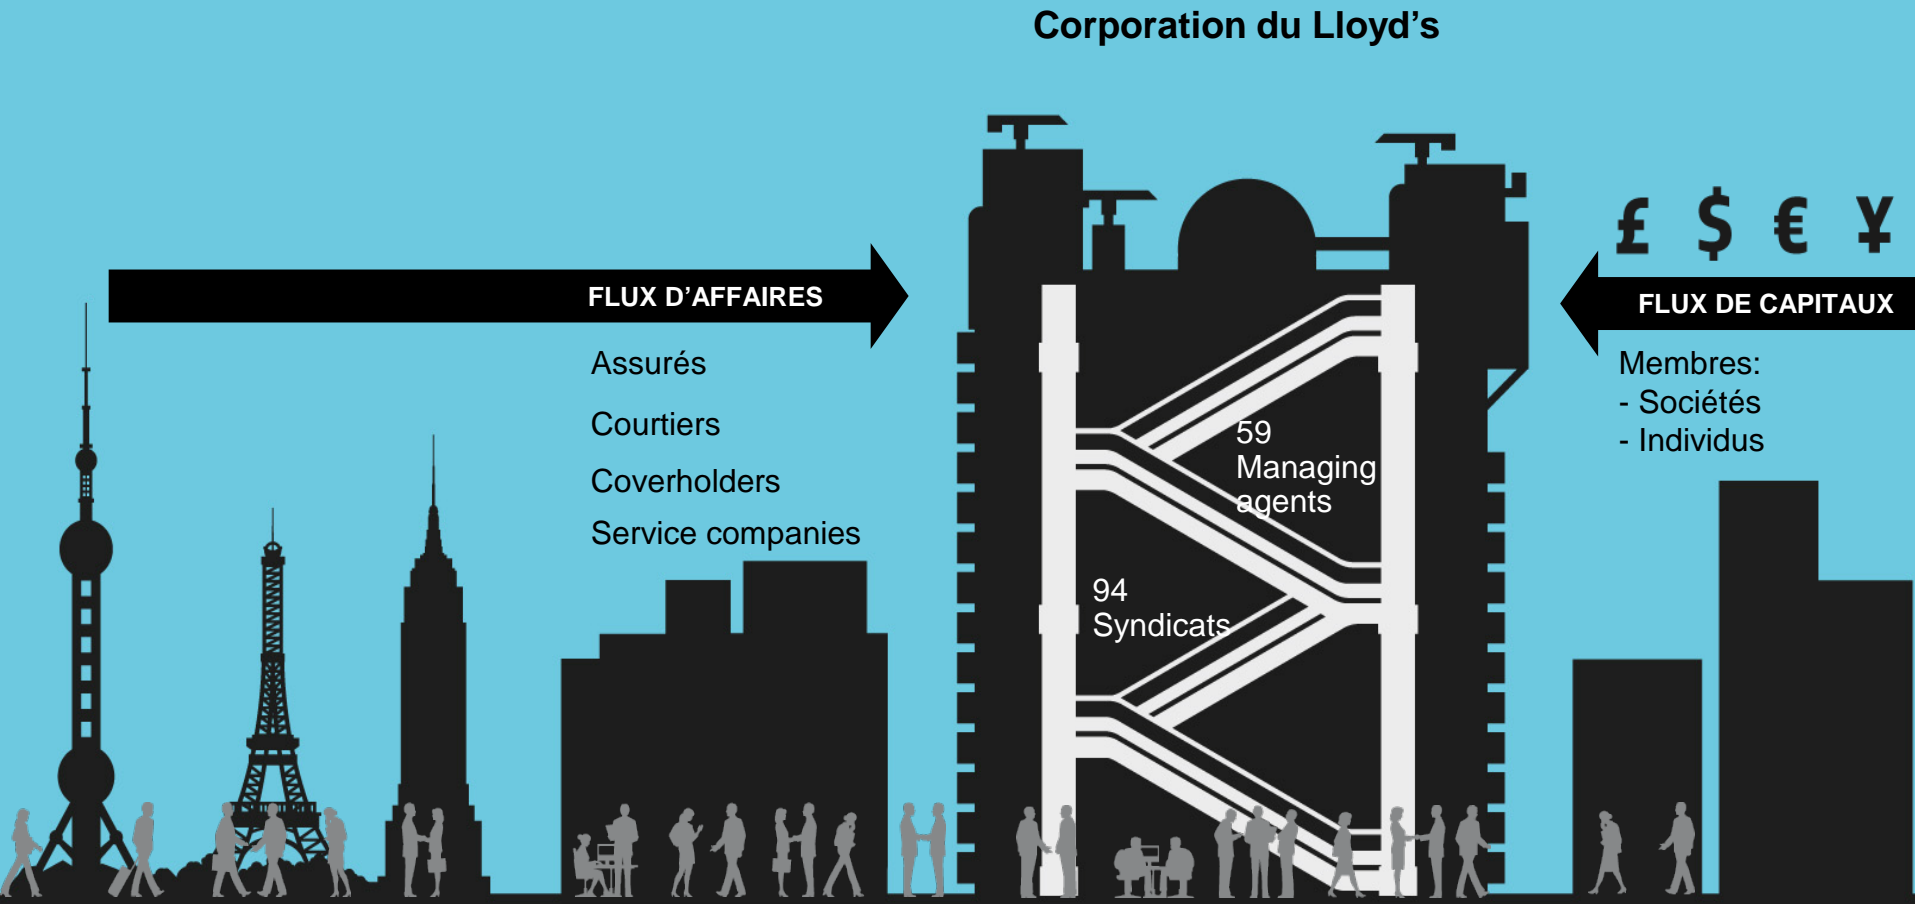 Corporation du Lloyd’s
£ $ € ¥
FLUX D’AFFAIRES
FLUX DE CAPITAUX
Assurés
Courtiers
Coverholders
Service companies
Membres:
- Sociétés
- Individus
59
Managing
agents
94
Syndicats